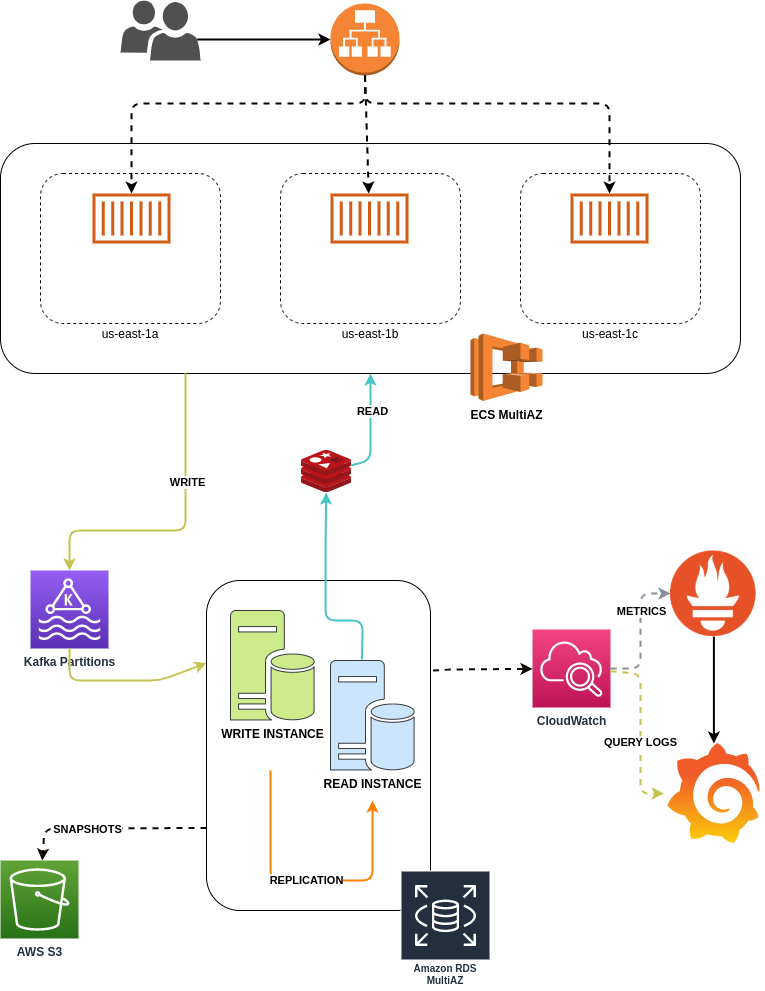 us-east-1a
us-east-1b
us-east-1c
ECS MultiAZ
READ
WRITE
K
Kafka Partitions
METRICS
CloudWatch
WRITE INSTANCE
QUERY LOGS
READ INSTANCE
SNAPSHOTS
REPLICATION
AWS S3
Amazon RDS
MultiAZ